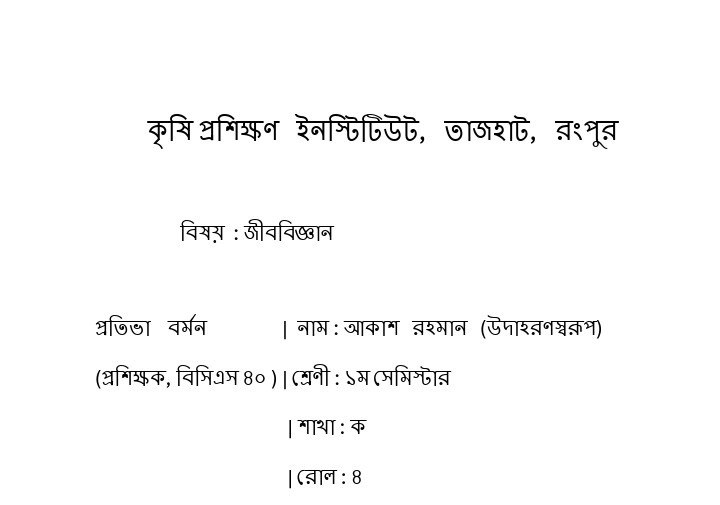 কৃষি প্রশিক্ষণ ইনস্টিটিউট, তাজহাট, রংপুর
বিষয় : জীববিজ্ঞান
প্রতিভা বর্মন | নাম : আকাশ রহমান (উদাহরণস্বরূপ)
(প্রশিক্ষক, বিসিএস ৪০ ) | শ্রেণী : ১ম সেমিস্টার
| শাখা : ক
| রোল : ৪